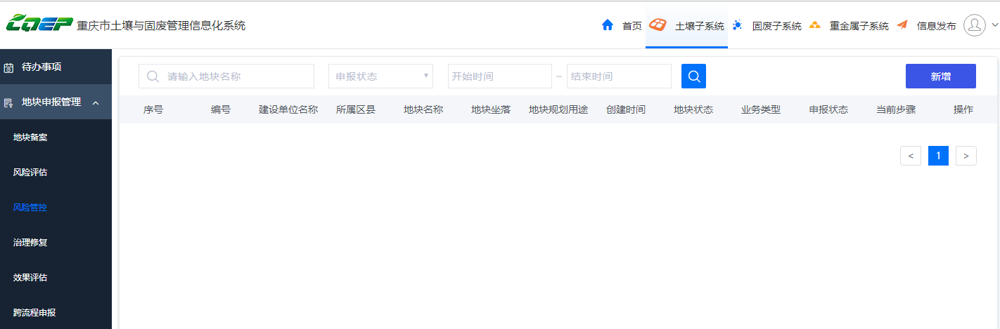 CQEP 重庆市土壤与固废管理信息化系统 首页 土壤子系统 固废子系统 重金属子系统 信息发布
待办事项
地块申报管理
地块备案
风险评估
风险管控
治理修复
效果评估
跨流程申报
请输入地块名称 申报状态 开始时间 – 结束时间 新增
序号 编号 建设单位名称 所属区县 地块名称 地块坐落 地块规划用途 创建时间 地块状态 业务类型 申报状态 当前步骤 操作
< 1 >